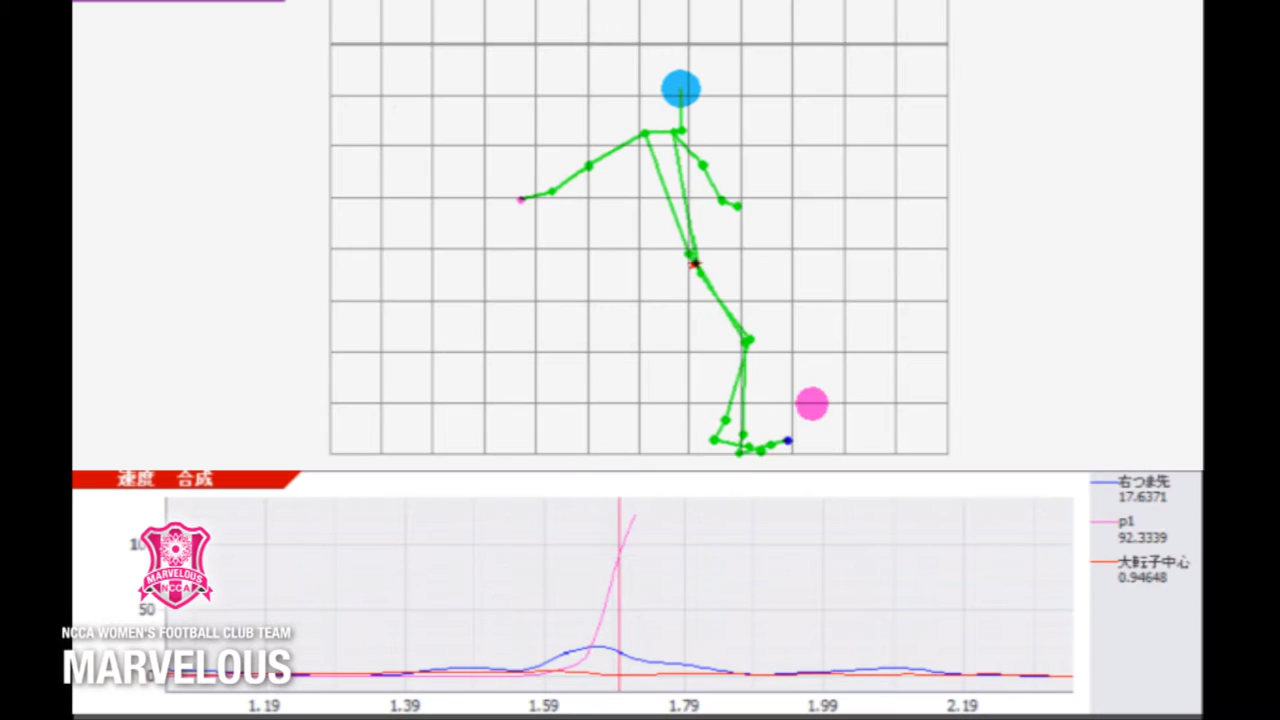 速度 合成
右つま先
17.6371
p1
92.3339
大転子中心
0.94648
50
MARVELOUS
NCCA
NCCA WOMEN'S FOOTBALL CLUB TEAM
MARVELOUS
1.19 1.39 1.59 1.79 1.99 2.19